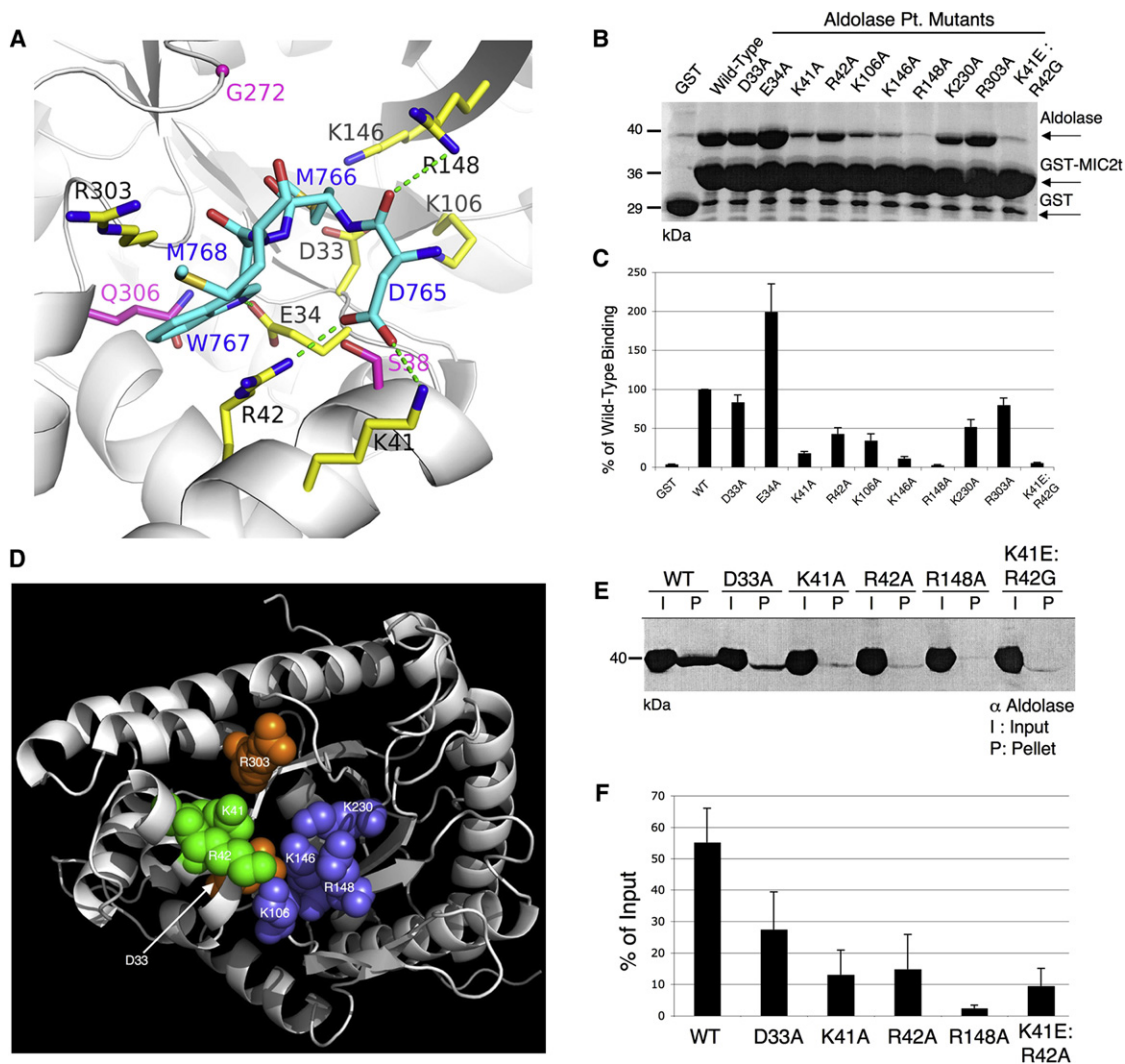 A
G272
K146
R148
R303
M766
K106
D33
M768
D765
Q306
E34
W767
S38
R42
K41
B
Aldolase Pt. Mutants
GST
Wild-Type
D33A
E34A
K41A
R42A
K106A
K146A
R148A
K230A
R303A
K41E:
R42G
40
36
29
kDa
Aldolase
GST-MIC2t
GST
C
% of Wild-Type Binding
250
200
150
100
50
0
GST
WT
D33A
E34A
K41A
R42A
K106A
K146A
R148A
K230A
R303A
K41E:
R42G
D
R303
K41
K230
R42
K146
R148
K106
D33
E
WT D33A K41A R42A R148A K41E:
R42G
I P I P I P I P I P I P
40
kDa
α Aldolase
I : Input
P: Pellet
F
% of Input
70
60
50
40
30
20
10
0
WT D33A K41A R42A R148A K41E:
R42A